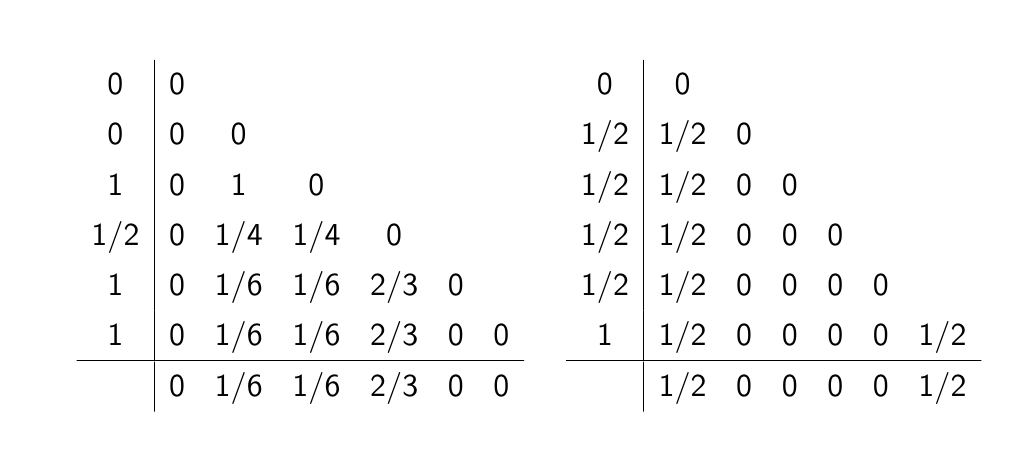 0 0
0 0 0
1 0 1 0
1/2 0 1/4 1/4 0
1 0 1/6 1/6 2/3 0
1 0 1/6 1/6 2/3 0 0
0 1/6 1/6 2/3 0 0
0 0
1/2 1/2 0
1/2 1/2 0 0
1/2 1/2 0 0 0
1/2 1/2 0 0 0 0
1 1/2 0 0 0 0 1/2
1/2 0 0 0 0 1/2